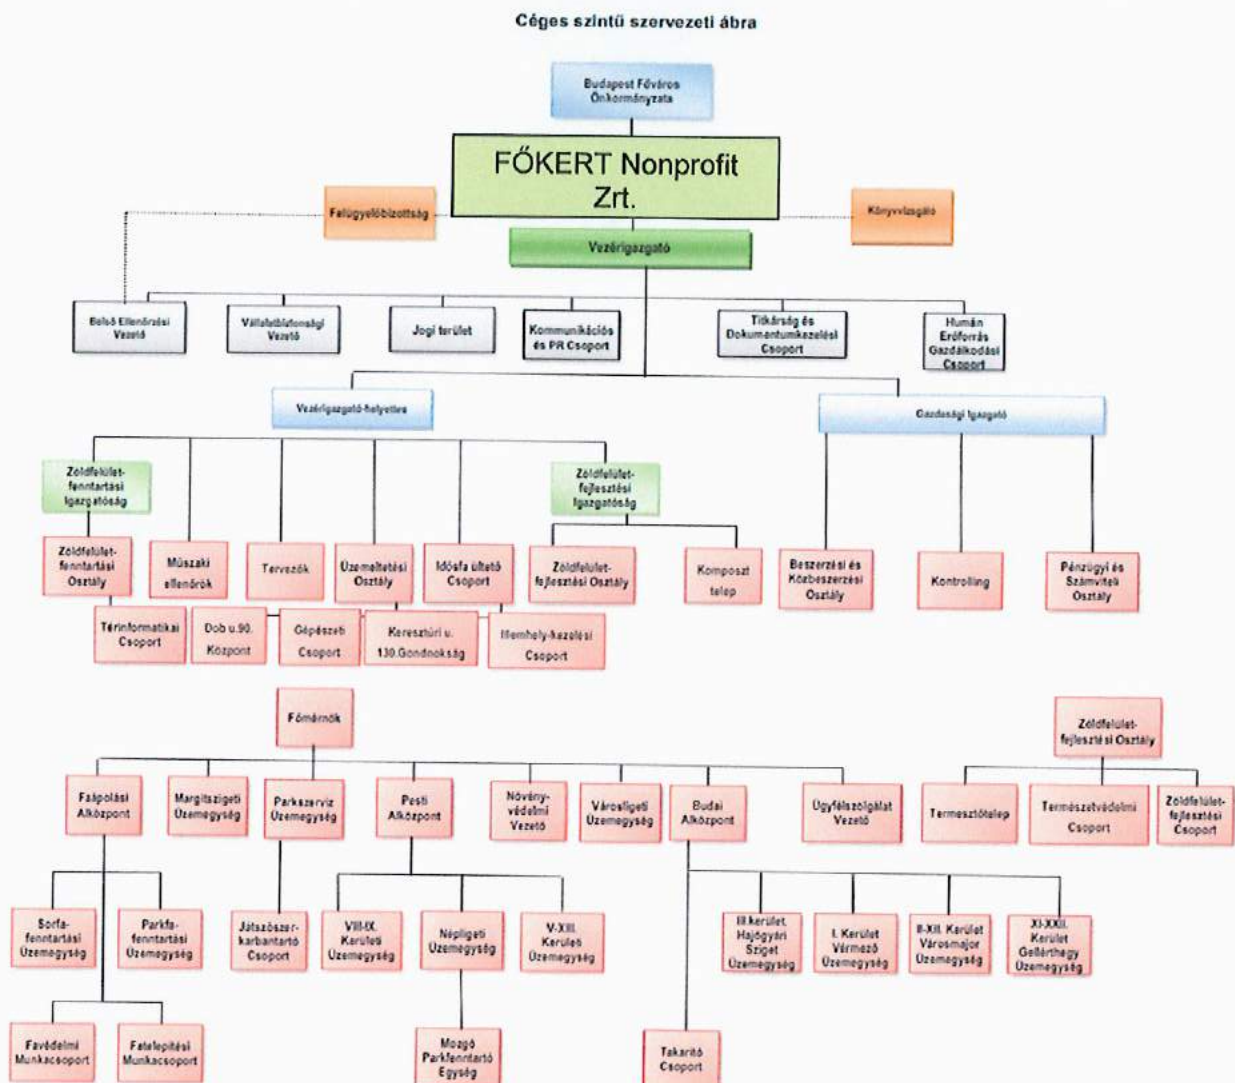 Céges szintű szervezeti ábra
Budapest Főváros
Önkormányzata
FŐKERT Nonprofit
Zrt.
Felügyelőbizottság
Könyvvizsgáló
Vezérigazgató
Belső Ellenőrzési
Vezető
Vállalatbiztonsági
Vezető
Jogi terület
Kommunikációs
és PR Csoport
Titkárság és
Dokumentumkezelési
Csoport
Humán
Erőforrás
Gazdálkodási
Csoport
Vezérigazgató-helyettes
Gazdasági Igazgató
Zöldfelület-
fenntartási
Igazgatóság
Zöldfelület-
fejlesztési
Igazgatóság
Zöldfelület-
fenntartási
Osztály
Műszaki
ellenőrök
Tervezők
Üzemeltetési
Osztály
Idősfa ültető
Csoport
Zöldfelület-
fejlesztési Osztály
Komposzt
telep
Beszerzési és
Közbeszerzési
Osztály
Kontrolling
Pénzügyi és
Számviteli
Osztály
Térinformatikai
Csoport
Dob u.90.
Központ
Gépészeti
Csoport
Keresztúri u.
130.Gondnokság
Illemhely-kezelési
Csoport
Főmérnök
Zöldfelület-
fejlesztési Osztály
Faápolási
Alközpont
Margitszigeti
Üzemegység
Parkszerviz
Üzemegység
Pesti
Alközpont
Növény-
védelmi
Vezető
Városligeti
Üzemegység
Budai
Alközpont
Ügyfélszolgálat
Vezető
Termesztőtelep
Természetvédelmi
Csoport
Zöldfelület-
fejlesztési
Csoport
Sorfa-
fenntartási
Üzemegység
Parkfa-
fenntartási
Üzemegység
Játszószer-
karbantartó
Csoport
VIII-IX.
Kerületi
Üzemegység
Népligeti
Üzemegység
V-XIII.
Kerületi
Üzemegység
III.kerület.
Hajógyári
Sziget
Üzemegység
I. Kerület
Vérmező
Üzemegység
II-XII. Kerület
Városmajor
Üzemegység
XI-XXII.
Kerület
Gellérthegy
Üzemegység
Favédelmi
Munkacsoport
Fatelepítési
Munkacsoport
Mozgó
Parkfenntartó
Egység
Takarító
Csoport